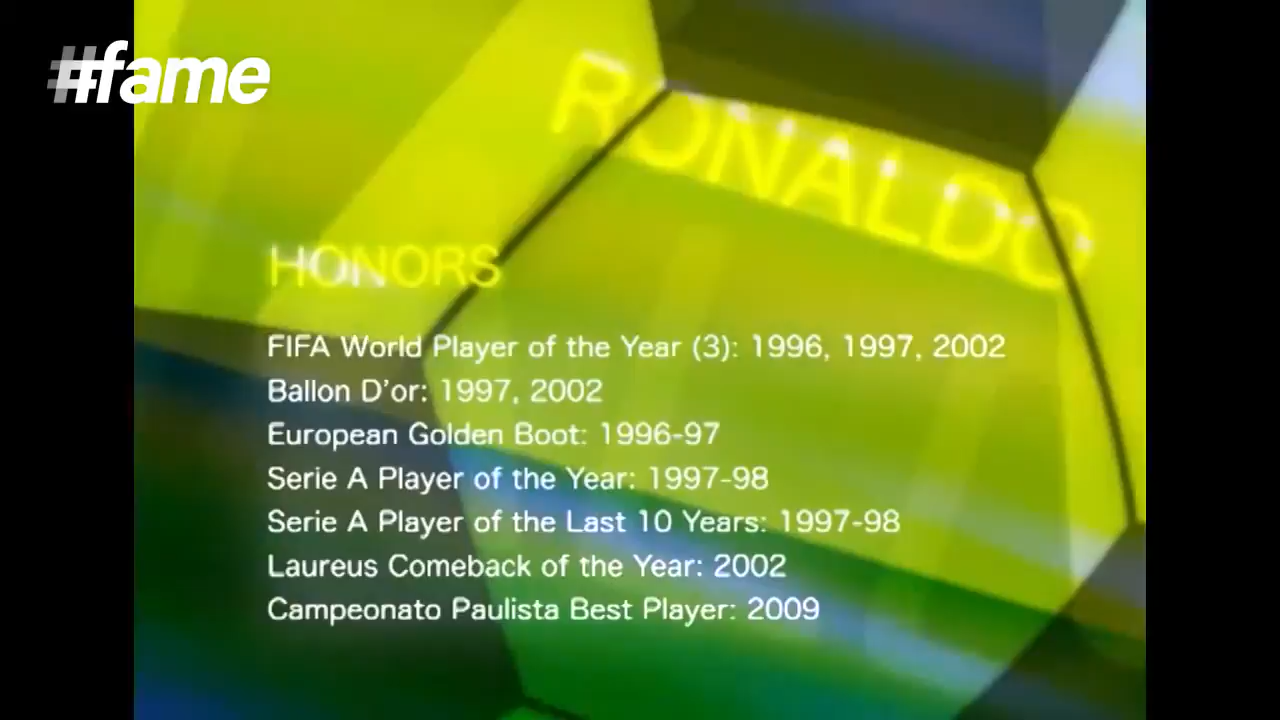 #fame
RONALDO
HONORS
FIFA World Player of the Year (3): 1996, 1997, 2002
Ballon D'or: 1997, 2002
European Golden Boot: 1996-97
Serie A Player of the Year: 1997-98
Serie A Player of the Last 10 Years: 1997-98
Laureus Comeback of the Year: 2002
Campeonato Paulista Best Player: 2009